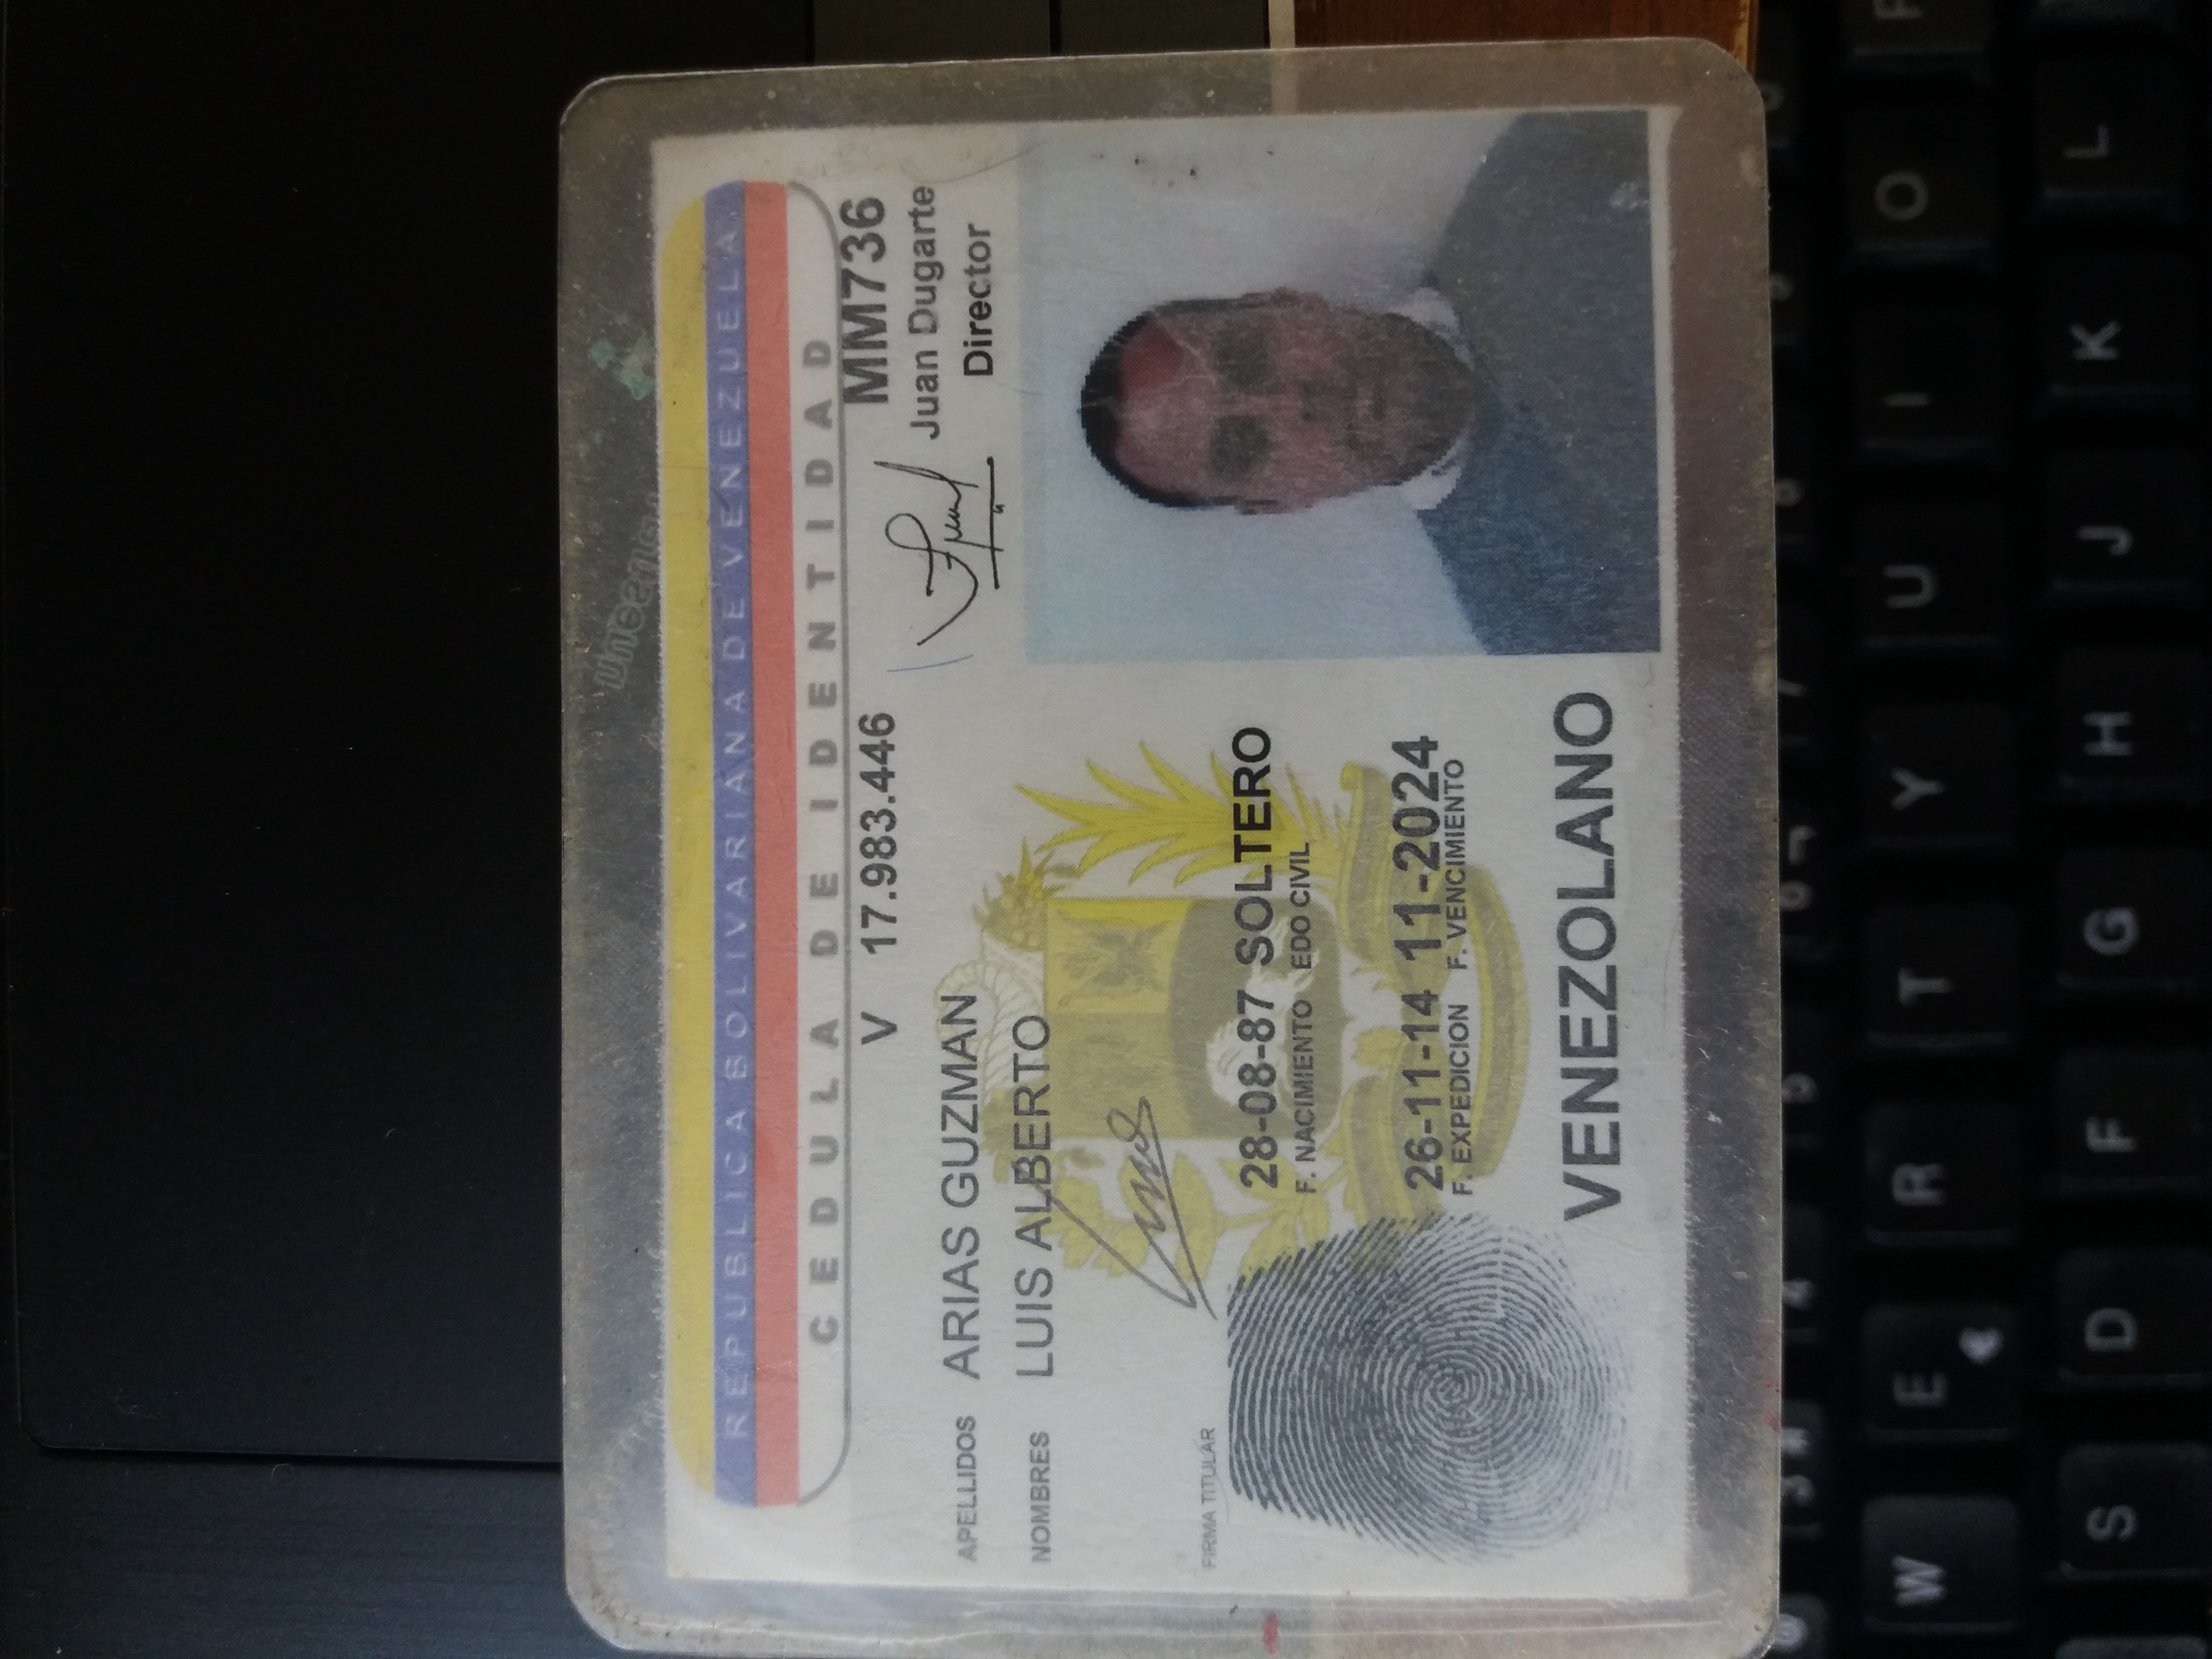 REPUBLICA BOLIVARIANA DE VENEZUELA
CEDULA DE IDENTIDAD
V 17.983.446
MM736
Juan Dugarte
Director
APELLIDOS ARIAS GUZMAN
NOMBRES LUIS ALBERTO
FIRMA TITULAR
28-08-87 SOLTERO
F. NACIMIENTO EDO CIVIL
26-11-14 11-2024
F. EXPEDICION F. VENCIMIENTO
VENEZOLANO
W E R T Y U I O
€
S D F G H J K L